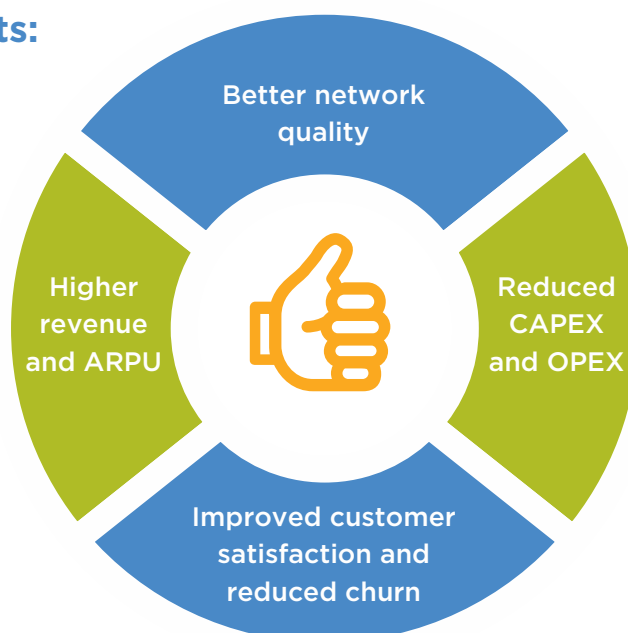 ts:
Better network
quality
Higher
revenue
and ARPU
Reduced
CAPEX
and OPEX
Improved customer
satisfaction and
reduced churn